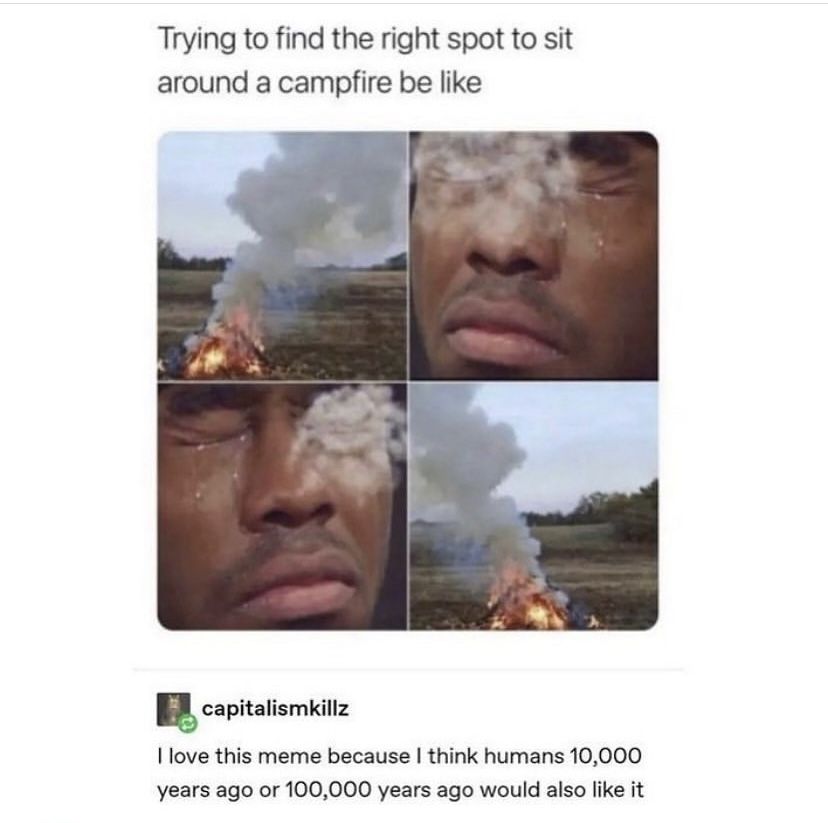 Trying to find the right spot to sit
around a campfire be like
capitalismkillz
I love this meme because I think humans 10,000
years ago or 100,000 years ago would also like it